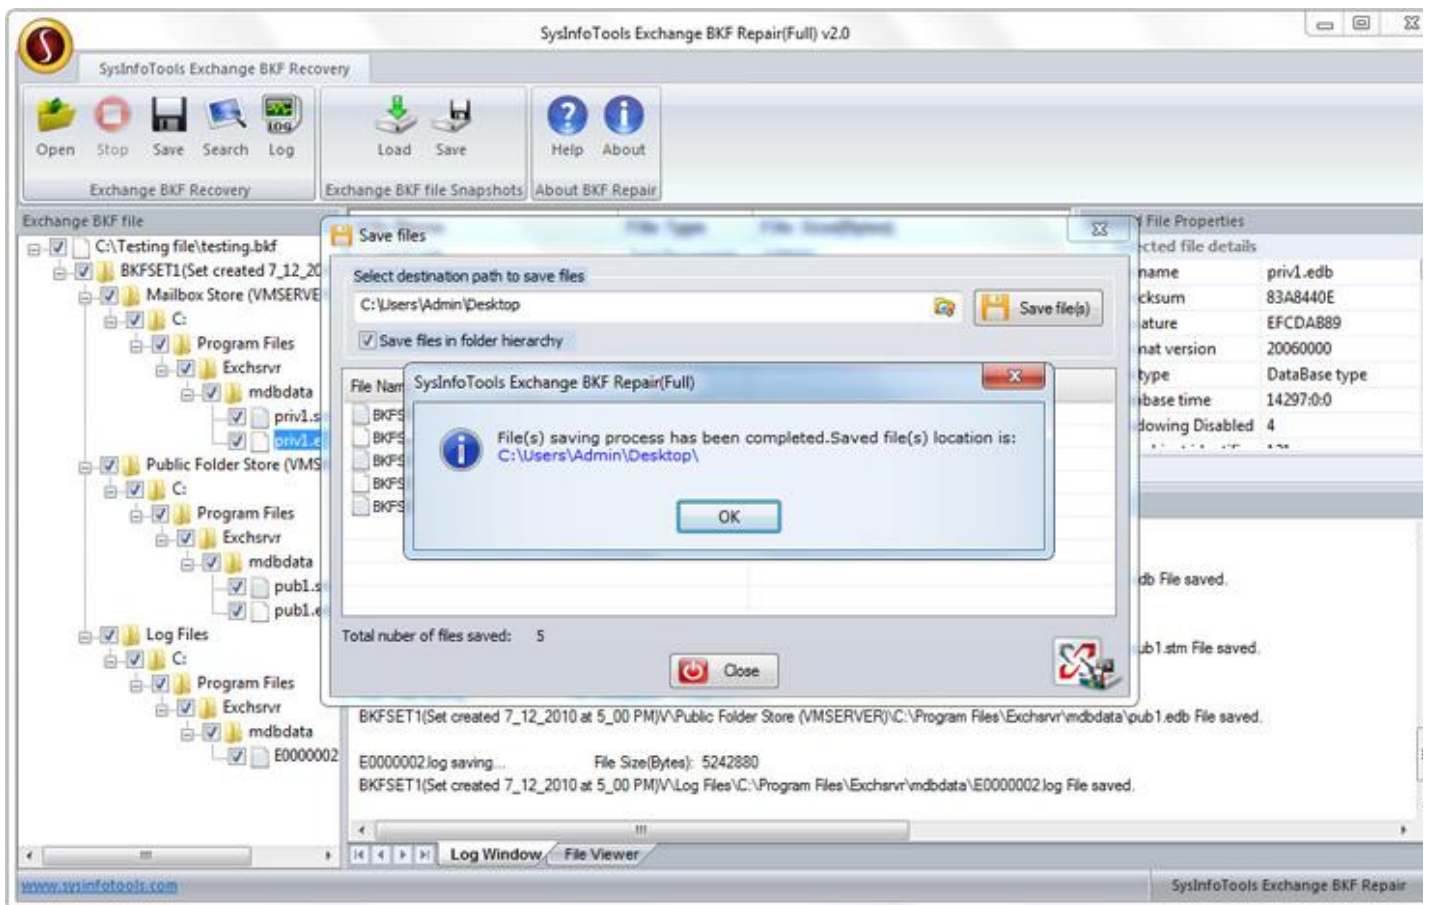 SysInfoTools Exchange BKF Repair(Full) v2.0
SysInfoTools Exchange BKF Recovery
Open Stop Save Search Log Load Save Help About
LOG
Exchange BKF Recovery Exchange BKF file Snapshots About BKF Repair
Exchange BKF file
C:\Testing file\testing.bkf
BKFSET1(Set created 7_12_20
Mailbox Store (VMSERVE
C:
Program Files
Exchsrvr
mdbdata
priv1.s
priv1.e
Public Folder Store (VMS
C:
Program Files
Exchsrvr
mdbdata
pub1.s
pub1.e
Log Files
C:
Program Files
Exchsrvr
mdbdata
E0000002
Save files
Select destination path to save files
C:\Users\Admin\Desktop
Save file(s)
Save files in folder hierarchy
File Nam
BKFS
BKFS
BKFS
BKFS
BKFS
SysInfoTools Exchange BKF Repair(Full)
File(s) saving process has been completed.Saved file(s) location is:
C:\Users\Admin\Desktop\
OK
Total nuber of files saved: 5
Close
File Properties
cted file details
name priv1.edb
cksum 83A8440E
ature EFCDAB89
nat version 20060000
type DataBase type
base time 14297:0:0
dowing Disabled 4
db File saved.
ub1.stm File saved.
BKFSET1(Set created 7_12_2010 at 5_00 PM)\/\Public Folder Store (VMSERVER)\C:\Program Files\Exchsrvr\mdbdata\pub1.edb File saved.
E0000002.log saving... File Size(Bytes): 5242880
BKFSET1(Set created 7_12_2010 at 5_00 PM)\/\Log Files\C:\Program Files\Exchsrvr\mdbdata\E0000002.log File saved.
Log Window File Viewer
www.sysinfotools.com
SysInfoTools Exchange BKF Repair